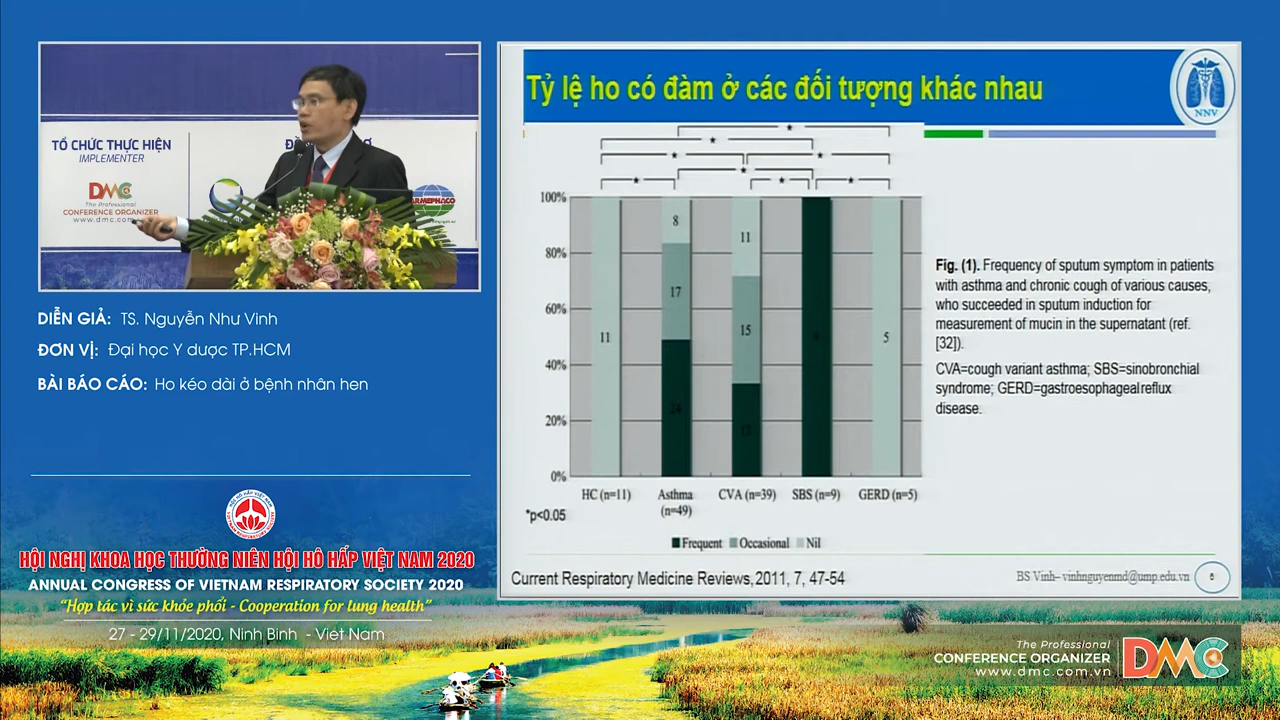 TỔ CHỨC THỰC HIỆN
IMPLEMENTER
DMC
The Professional
CONFERENCE ORGANIZER
DIỄN GIẢ: TS. Nguyễn Như Vinh
ĐƠN VỊ: Đại học Y dược TP.HCM
BÀI BÁO CÁO: Ho kéo dài ở bệnh nhân hen
HỘI NGHỊ KHOA HỌC THƯỜNG NIÊN HỘI HÔ HẤP VIỆT NAM 2020
ANNUAL CONGRESS OF VIETNAM RESPIRATORY SOCIETY 2020
“Hợp tác vì sức khỏe phổi - Cooperation for lung health”
27 - 29/11/2020, Ninh Bình - Việt Nam
Tỷ lệ ho có đàm ở các đối tượng khác nhau
NNV
100%
80%
60%
40%
20%
0%
11
8
17
24
11
15
13
9
5
HC (n=11)
Asthma
(n=49)
CVA (n=39)
SBS (n=9)
GERD (n=5)
*p<0.05
Frequent Occasional Nil
Fig. (1). Frequency of sputum symptom in patients
with asthma and chronic cough of various causes,
who succeeded in sputum induction for
measurement of mucin in the supernatant (ref.
[32]).
CVA=cough variant asthma; SBS=sinobronchial
syndrome; GERD=gastroesophageal reflux
disease.
Current Respiratory Medicine Reviews, 2011, 7, 47-54
BS Vinh– vinhnguyenmd@ump.edu.vn
6
The Professional
CONFERENCE ORGANIZER
www.dmc.com.vn
DMC